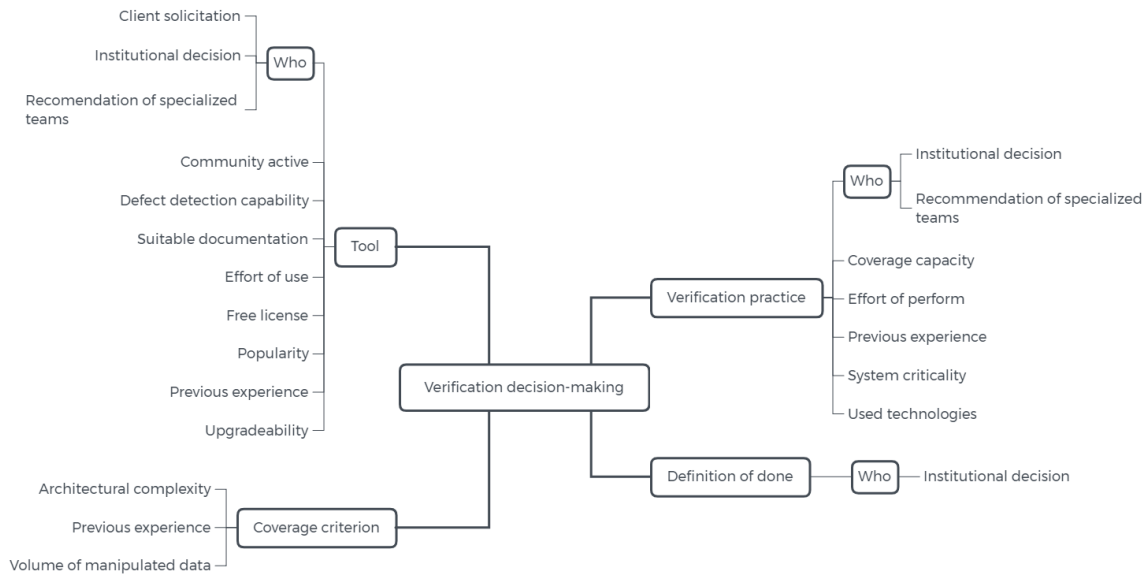 Client solicitation
Institutional decision
Who
Recomendation of specialized
teams
Community active
Defect detection capability
Suitable documentation
Tool
Effort of use
Free license
Popularity
Previous experience
Upgradeability
Architectural complexity
Previous experience
Coverage criterion
Volume of manipulated data
Verification decision-making
Institutional decision
Who
Recommendation of specialized
teams
Coverage capacity
Verification practice
Effort of perform
Previous experience
System criticality
Used technologies
Definition of done
Who
Institutional decision